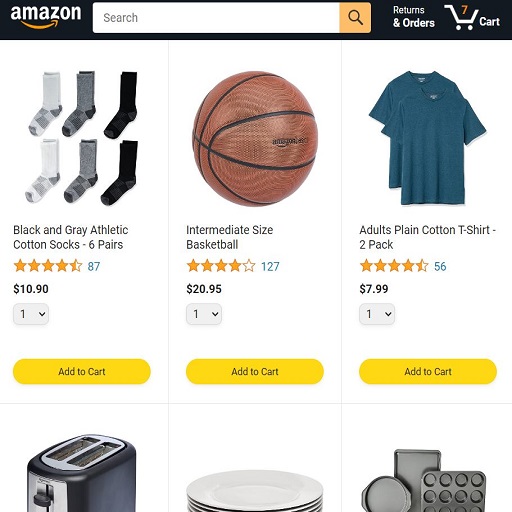 amazon
Search
Returns
& Orders
7
Cart
Black and Gray Athletic
Cotton Socks - 6 Pairs
87
$10.90
1
Add to Cart
Intermediate Size
Basketball
127
$20.95
1
Add to Cart
Adults Plain Cotton T-Shirt -
2 Pack
56
$7.99
1
Add to Cart